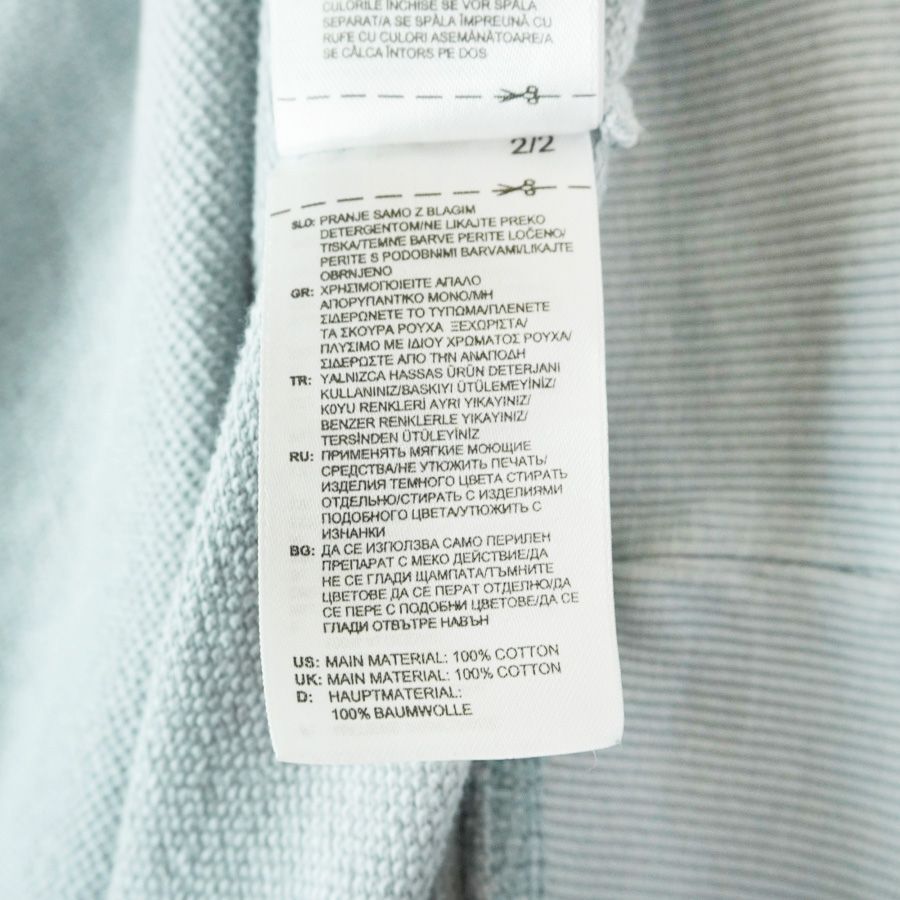 CULORILE ÎNCHISE SE VOR SPĂLA
SEPARAT/A SE SPĂLA ÎMPREUNĂ CU
RUFE CU CULORI ASEMĂNĂTOARE/A
SE CĂLCA ÎNTORS PE DOS
2/2
SLO: PRANJE SAMO Z BLAGIM
DETERGENTOM/NE LIKAJTE PREKO
TISKA/TEMNE BARVE PERITE LOČENO/
PERITE S PODOBNIMI BARVAMI/LIKAJTE
OBRNJENO
GR: ΧΡΗΣΙΜΟΠΟΙΕΙΤΕ ΑΠΑΛΟ
ΑΠΟΡΥΠΑΝΤΙΚΟ ΜΟΝΟ/ΜΗ
ΣΙΔΕΡΩΝΕΤΕ ΤΟ ΤΥΠΩΜΑ/ΠΛΕΝΕΤΕ
ΤΑ ΣΚΟΥΡΑ ΡΟΥΧΑ ΞΕΧΩΡΙΣΤΑ/
ΠΛΥΣΙΜΟ ΜΕ ΙΔΙΟΥ ΧΡΩΜΑΤΟΣ ΡΟΥΧΑ/
ΣΙΔΕΡΩΣΤΕ ΑΠΟ ΤΗΝ ΑΝΑΠΟΔΗ
TR: YALNIZCA HASSAS ÜRÜN DETERJANI
KULLANINIZ/BASKIYI ÜTÜLEMEYİNİZ/
KOYU RENKLERİ AYRI YIKAYINIZ/
BENZER RENKLERLE YIKAYINIZ/
TERSİNDEN ÜTÜLEYİNİZ
RU: ПРИМЕНЯТЬ МЯГКИЕ МОЮЩИЕ
СРЕДСТВА/НЕ УТЮЖИТЬ ПЕЧАТЬ/
ИЗДЕЛИЯ ТЕМНОГО ЦВЕТА СТИРАТЬ
ОТДЕЛЬНО/СТИРАТЬ С ИЗДЕЛИЯМИ
ПОДОБНОГО ЦВЕТА/УТЮЖИТЬ С
ИЗНАНКИ
BG: ДА СЕ ИЗПОЛЗВА САМО ПЕРИЛЕН
ПРЕПАРАТ С МЕКО ДЕЙСТВИЕ/ДА
НЕ СЕ ГЛАДИ ЩАМПАТА/ТЪМНИТЕ
ЦВЕТОВЕ ДА СЕ ПЕРАТ ОТДЕЛНО/ДА
СЕ ПЕРЕ С ПОДОБНИ ЦВЕТОВЕ/ДА СЕ
ГЛАДИ ОТВЪТРЕ НАВЪН
US: MAIN MATERIAL: 100% COTTON
UK: MAIN MATERIAL: 100% COTTON
D: HAUPTMATERIAL:
100% BAUMWOLLE